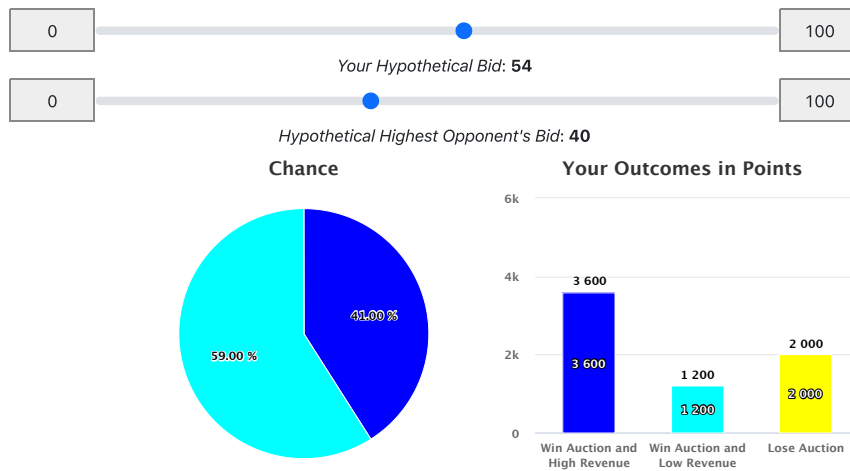 0
100
Your Hypothetical Bid: 54
0
100
Hypothetical Highest Opponent's Bid: 40
Chance
41.00 %
59.00 %
Your Outcomes in Points
6k
4k
2k
0
3 600
3 600
1 200
1 200
2 000
2 000
Win Auction and
High Revenue
Win Auction and
Low Revenue
Lose Auction